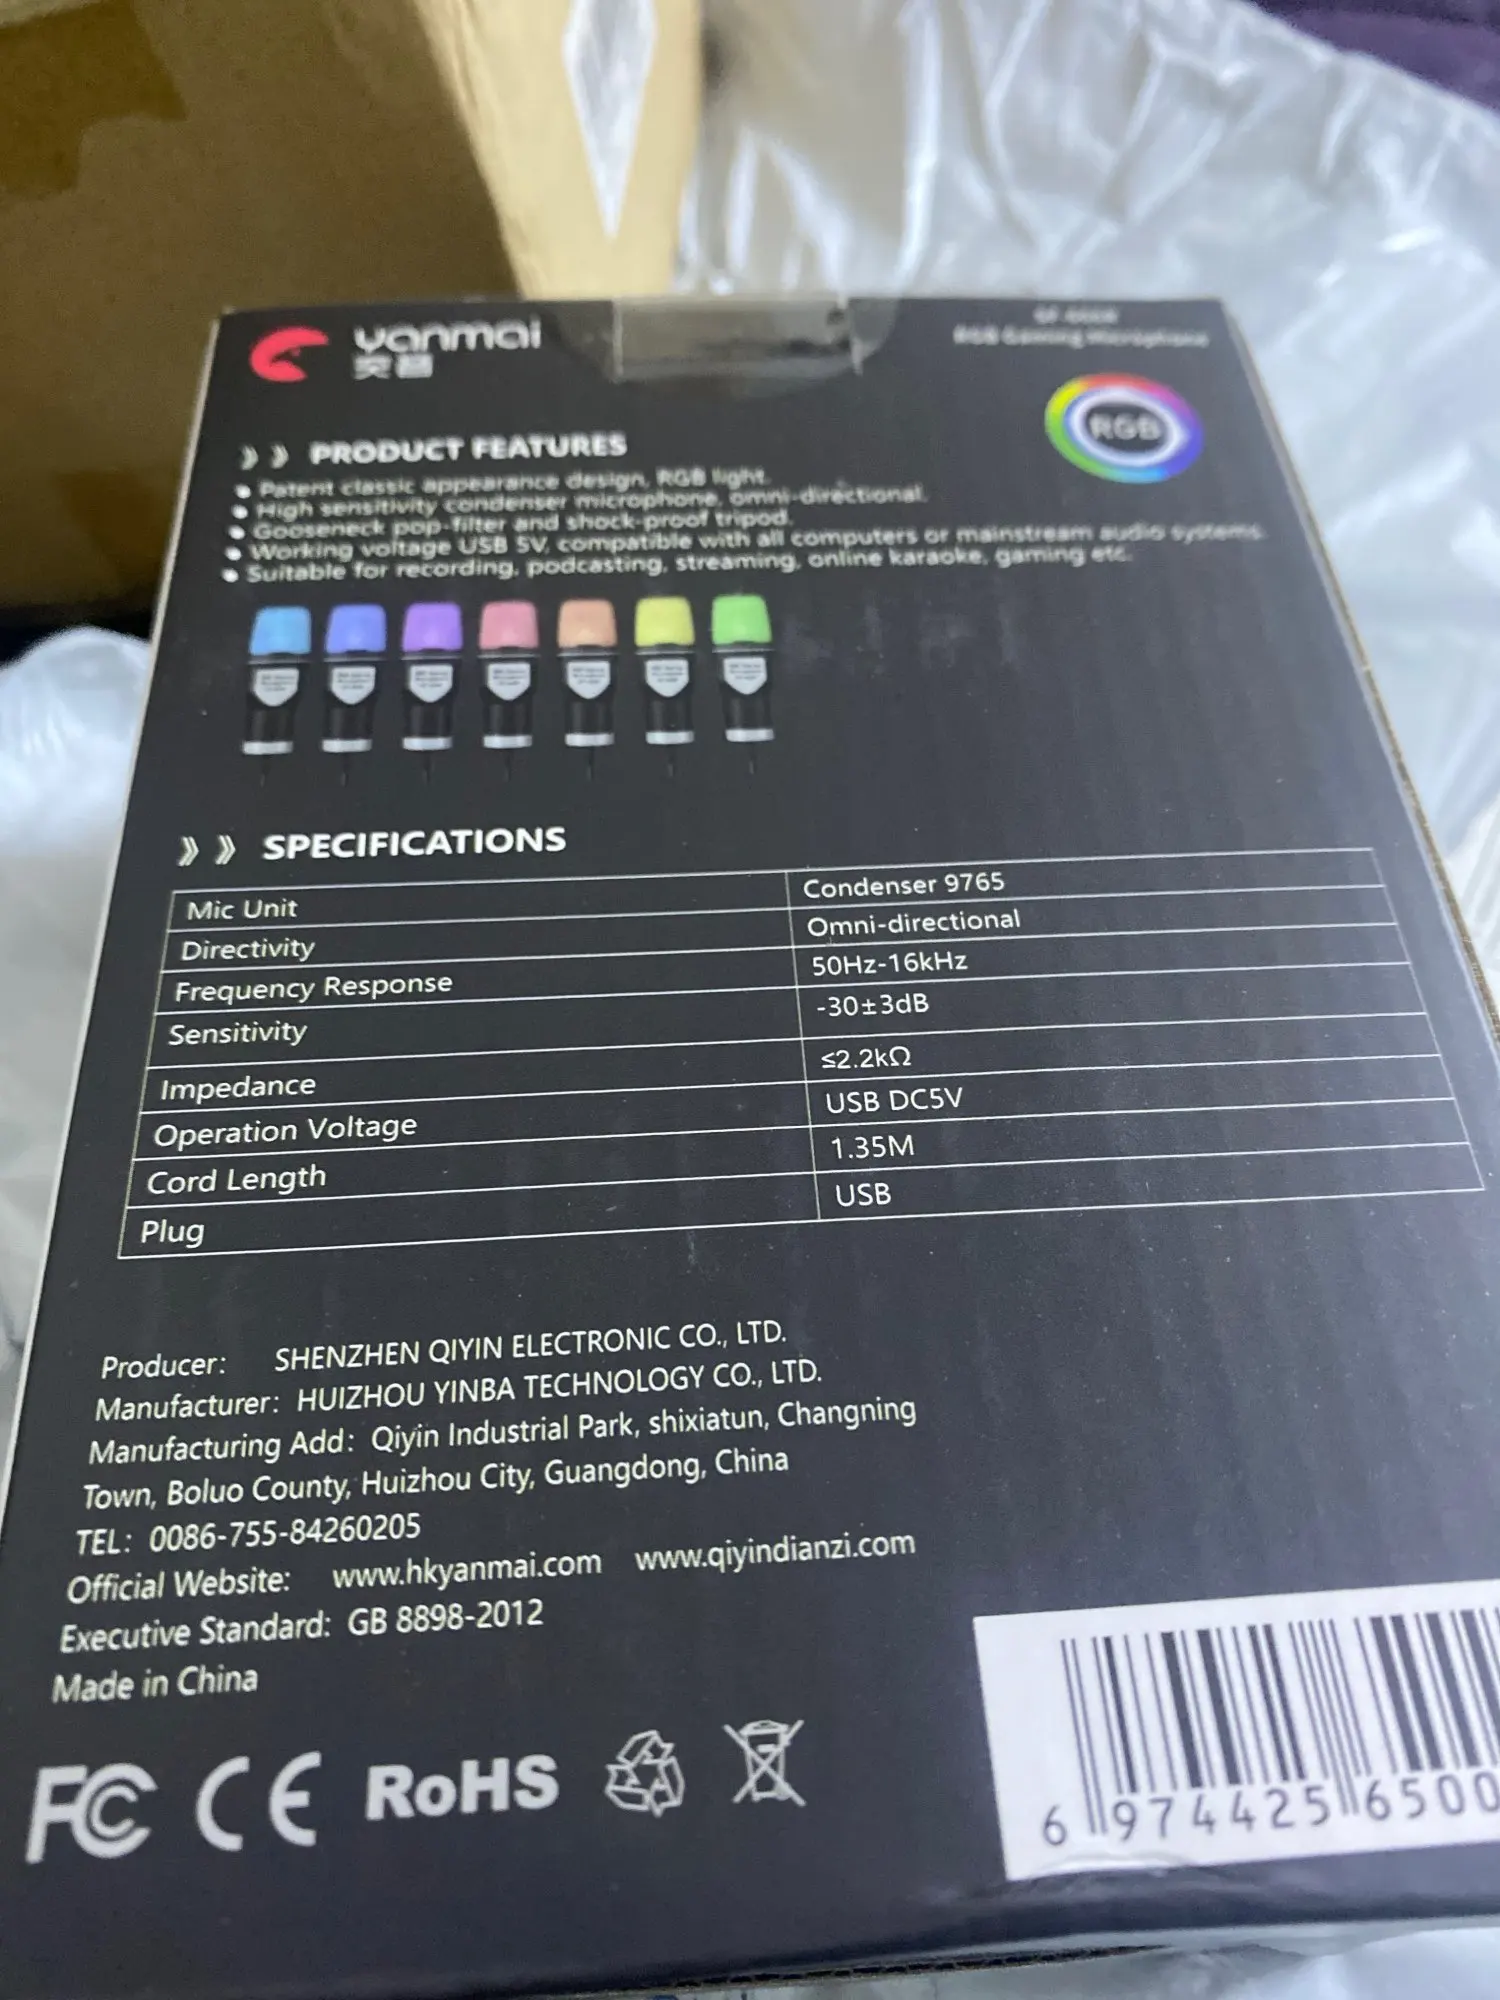 yanmai
PRODUCT FEATURES
Patent classic appearance design, RGB light.
High sensitivity condenser microphone, omni-directional.
Gooseneck pop-filter and shock-proof tripod.
Working voltage USB 5V, compatible with all computers or mainstream audio systems.
Suitable for recording, podcasting, streaming, online karaoke, gaming etc.
RGB Gaming Microphone
RGB
SPECIFICATIONS
Mic Unit Condenser 9765
Directivity Omni-directional
Frequency Response 50Hz-16kHz
Sensitivity -30±3dB
Impedance ≤2.2kΩ
Operation Voltage USB DC5V
Cord Length 1.35M
Plug USB
Producer: SHENZHEN QIYIN ELECTRONIC CO., LTD.
Manufacturer: HUIZHOU YINBA TECHNOLOGY CO., LTD.
Manufacturing Add: Qiyin Industrial Park, shixiatun, Changning
Town, Boluo County, Huizhou City, Guangdong, China
TEL: 0086-755-84260205
Official Website: www.hkyanmai.com www.qiyindianzi.com
Executive Standard: GB 8898-2012
Made in China
FC CE RoHS
6 974425 6500